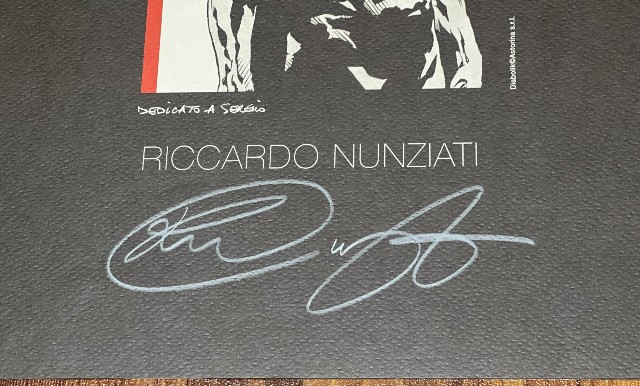 Diabolik©Astorina s.r.l.
DEDICATO A SERGIO
RICCARDO NUNZIATI